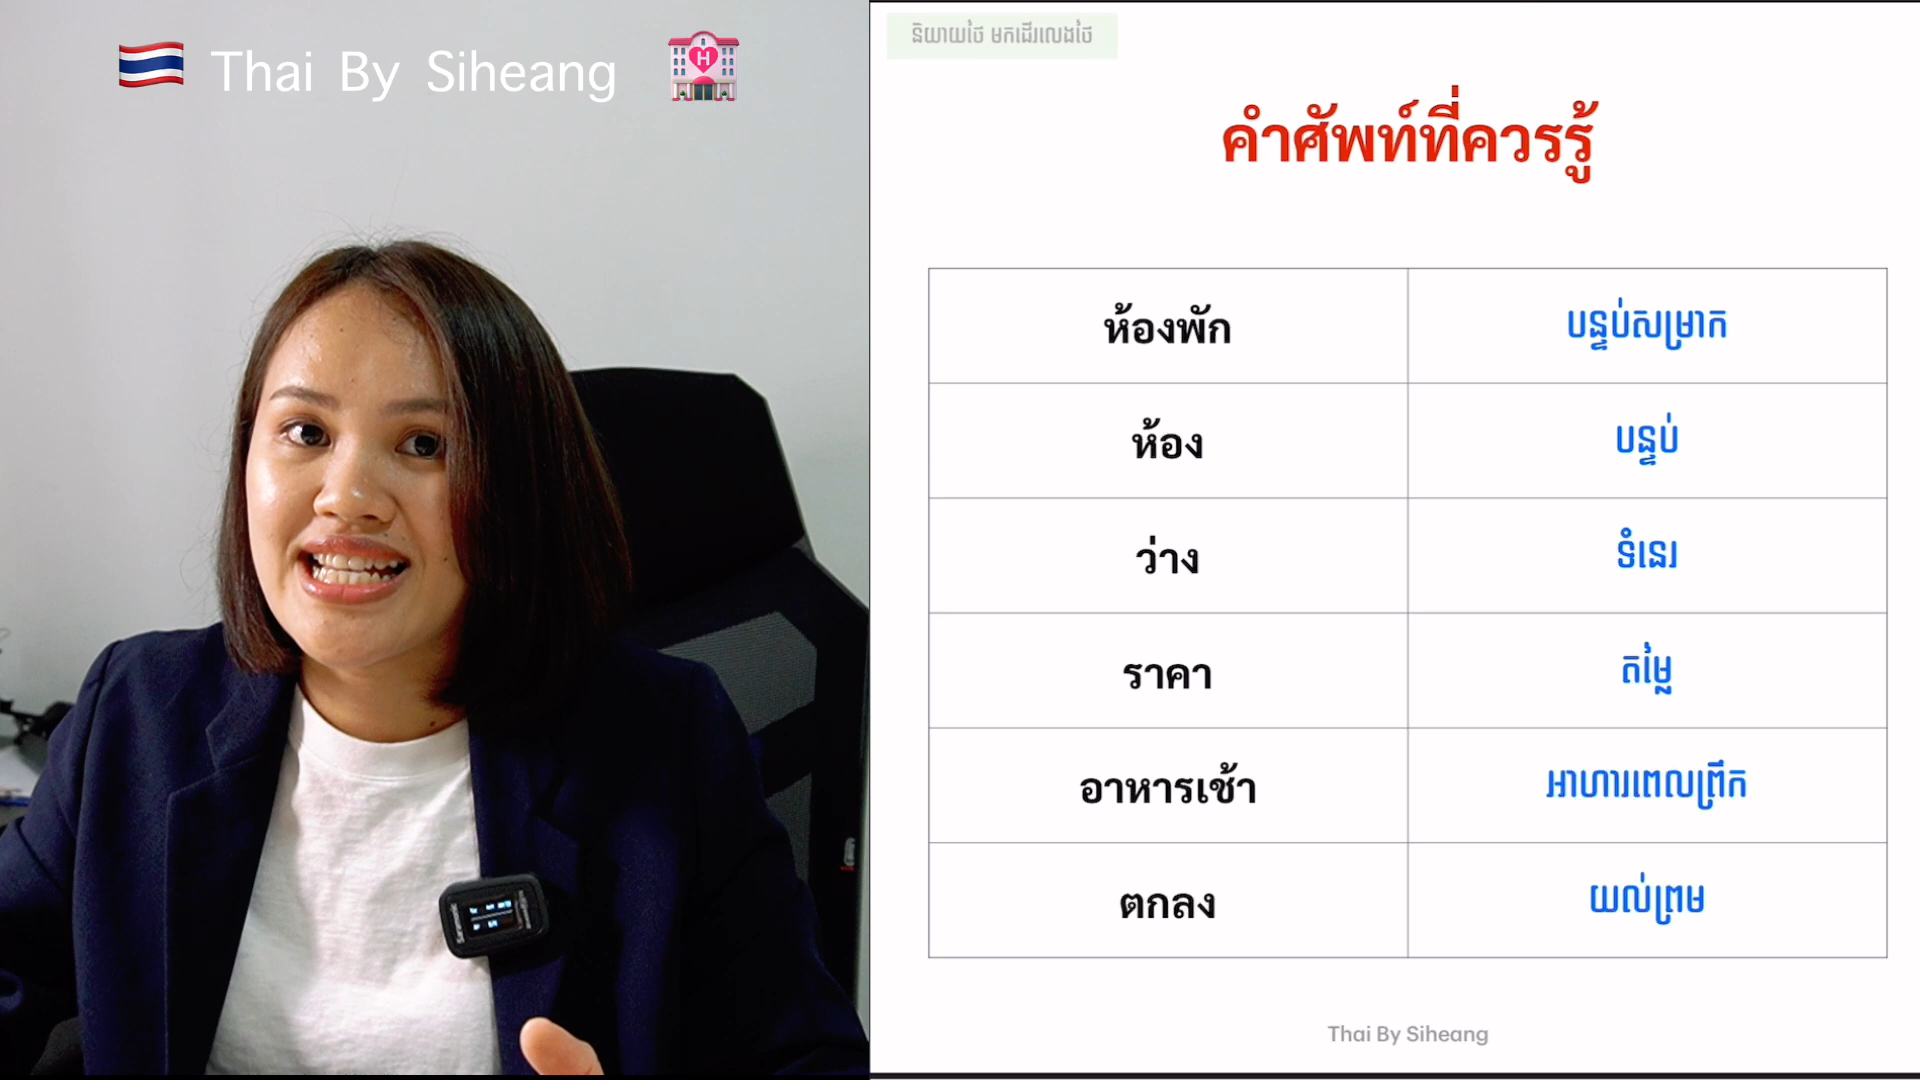 Thai By Siheang
និយាយថៃ មកដើរលេងថៃ
คำศัพท์ที่ควรรู้
ห้องพัก បន្ទប់សម្រាក
ห้อง បន្ទប់
ว่าง ទំនេរ
ราคา តម្លៃ
อาหารเช้า អាហារពេលព្រឹក
ตกลง យល់ព្រម
Thai By Siheang